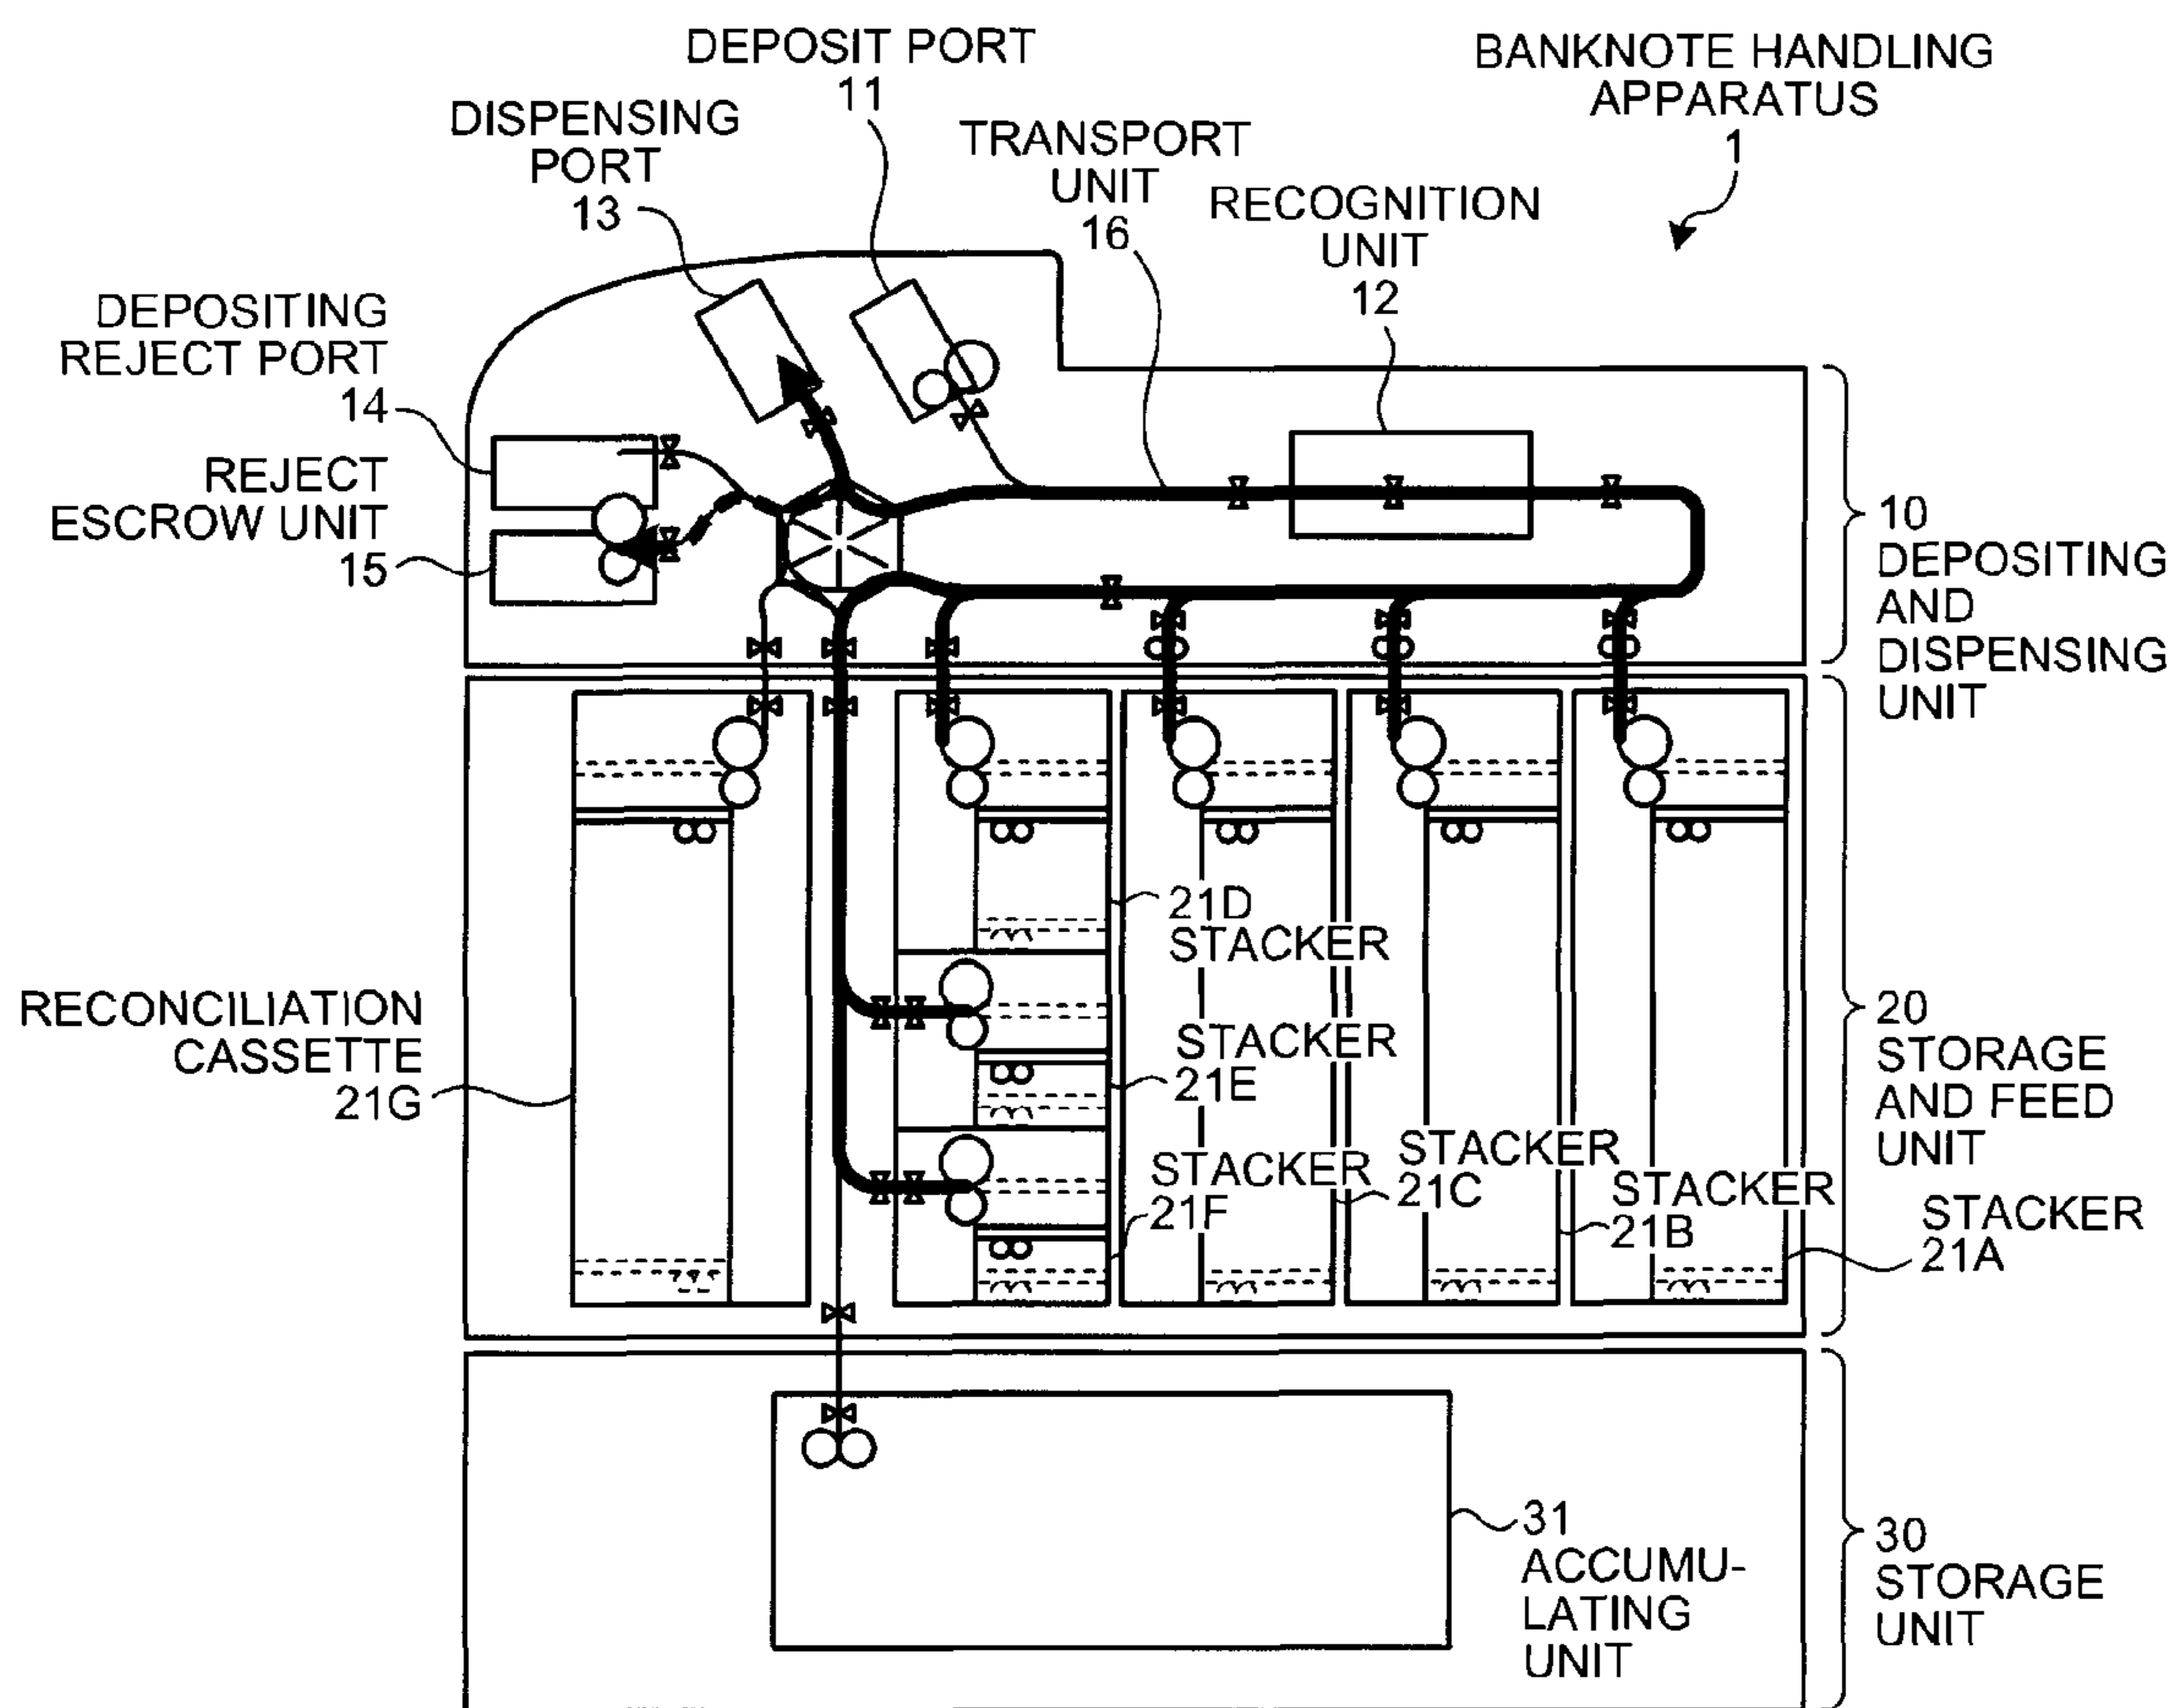 DEPOSIT PORT
11
BANKNOTE HANDLING
APPARATUS
1
DISPENSING
PORT
13
TRANSPORT
UNIT
16
RECOGNITION
UNIT
12
DEPOSITING
REJECT PORT
14
REJECT
ESCROW UNIT
15
10
DEPOSITING
AND
DISPENSING
UNIT
21D
STACKER
RECONCILIATION
CASSETTE
21G
STACKER
21E
STACKER
21F
STACKER
21C
STACKER
21B
STACKER
21A
20
STORAGE
AND FEED
UNIT
31
ACCUMU-
LATING
UNIT
30
STORAGE
UNIT